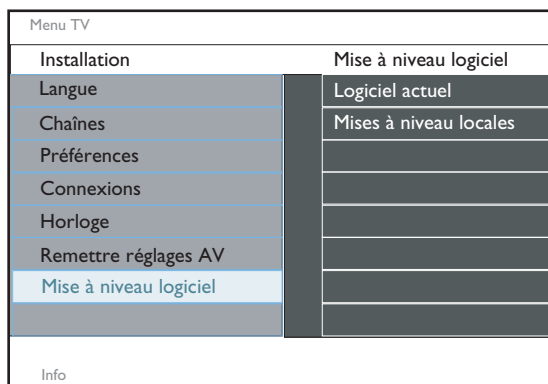 Menu TV
Installation
Mise à niveau logiciel
Langue
Logiciel actuel
Chaînes
Mises à niveau locales
Préférences
Connexions
Horloge
Remettre réglages AV
Mise à niveau logiciel
Info